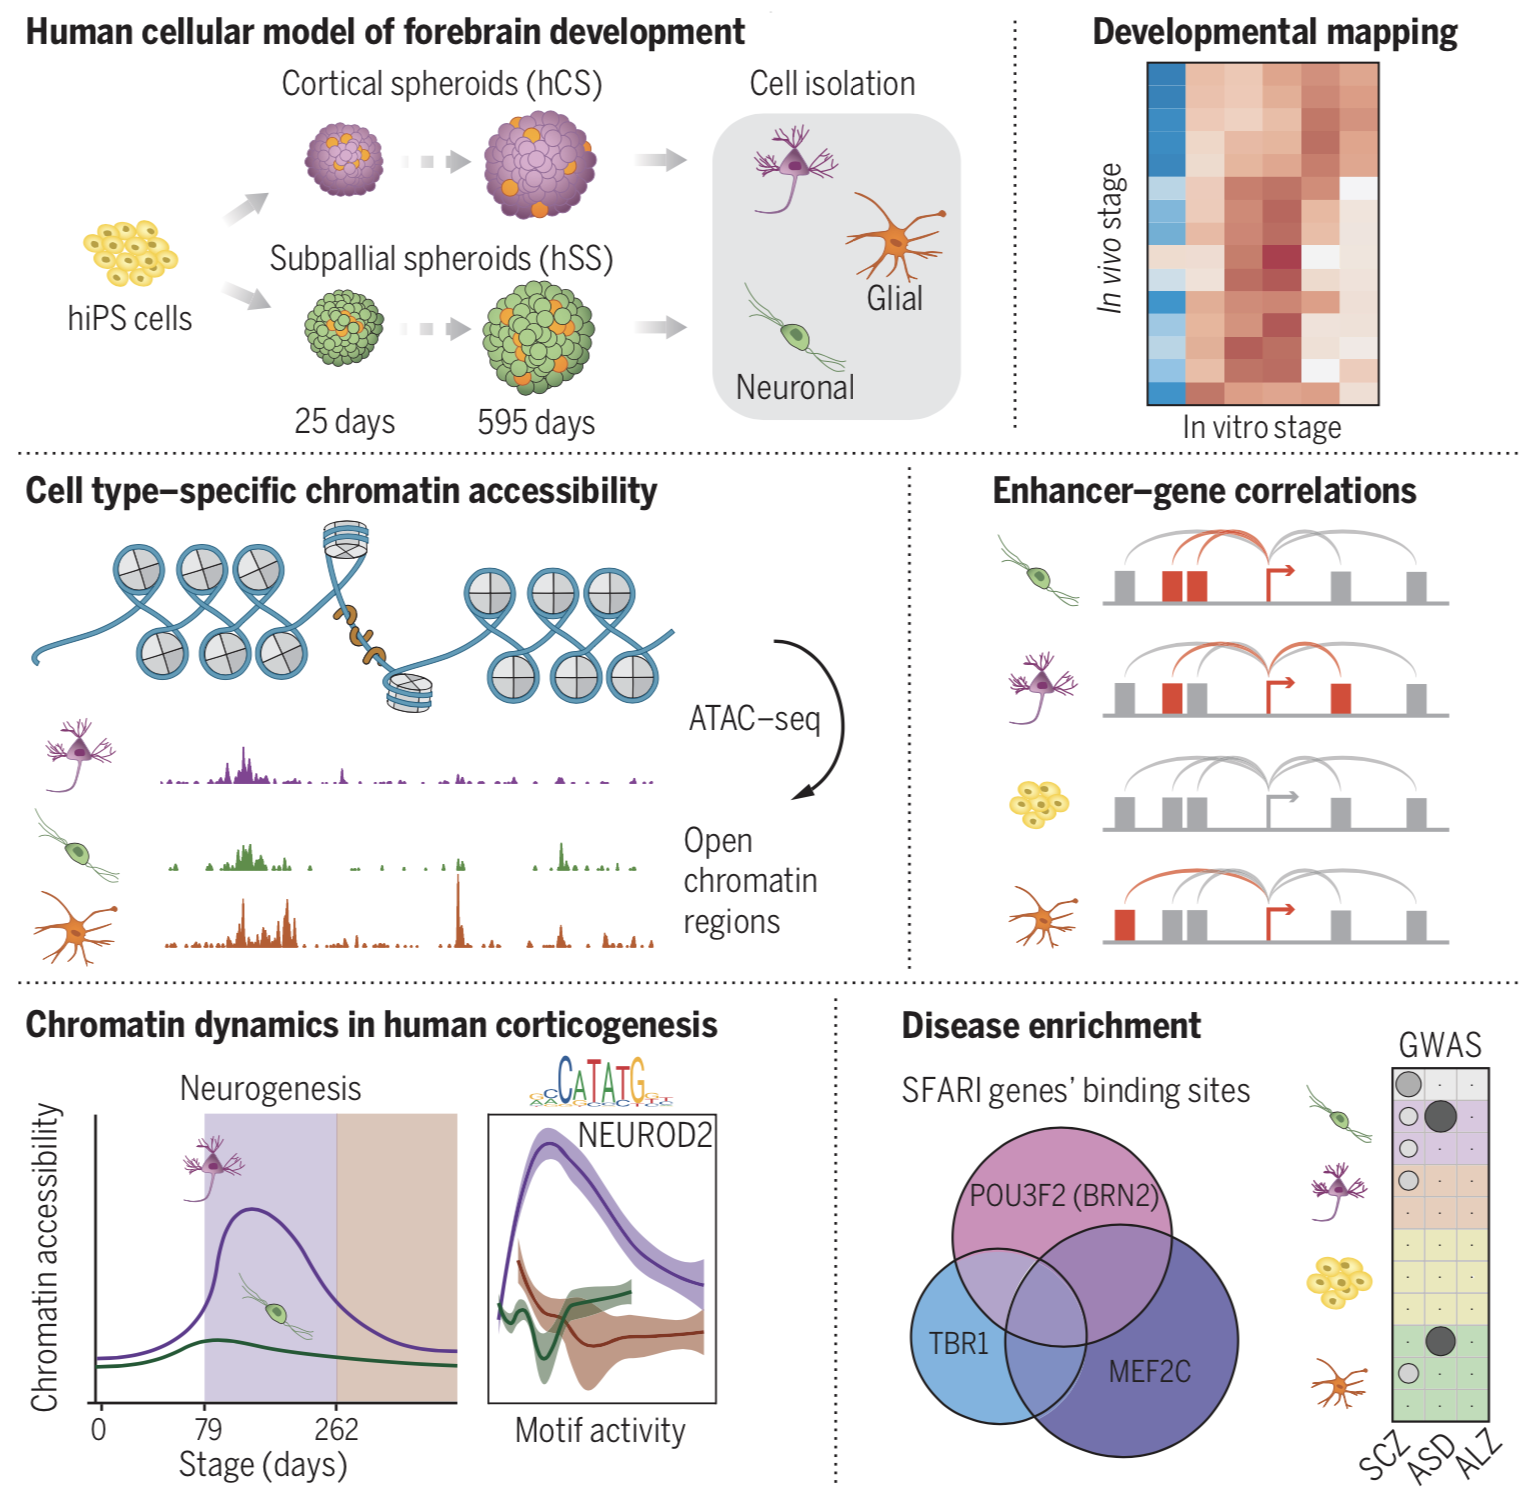 Human cellular model of forebrain development
Cortical spheroids (hCS)
Cell isolation
hiPS cells
Subpallial spheroids (hSS)
Glial
Neuronal
25 days
595 days
Developmental mapping
In vivo stage
In vitro stage
Cell type–specific chromatin accessibility
ATAC–seq
Open
chromatin
regions
Enhancer–gene correlations
Chromatin dynamics in human corticogenesis
Neurogenesis
Chromatin accessibility
0
79
262
Stage (days)
CATATG
NEUROD2
Motif activity
Disease enrichment
SFARI genes’ binding sites
POU3F2 (BRN2)
TBR1
MEF2C
GWAS
SCZ
ASD
ALZ